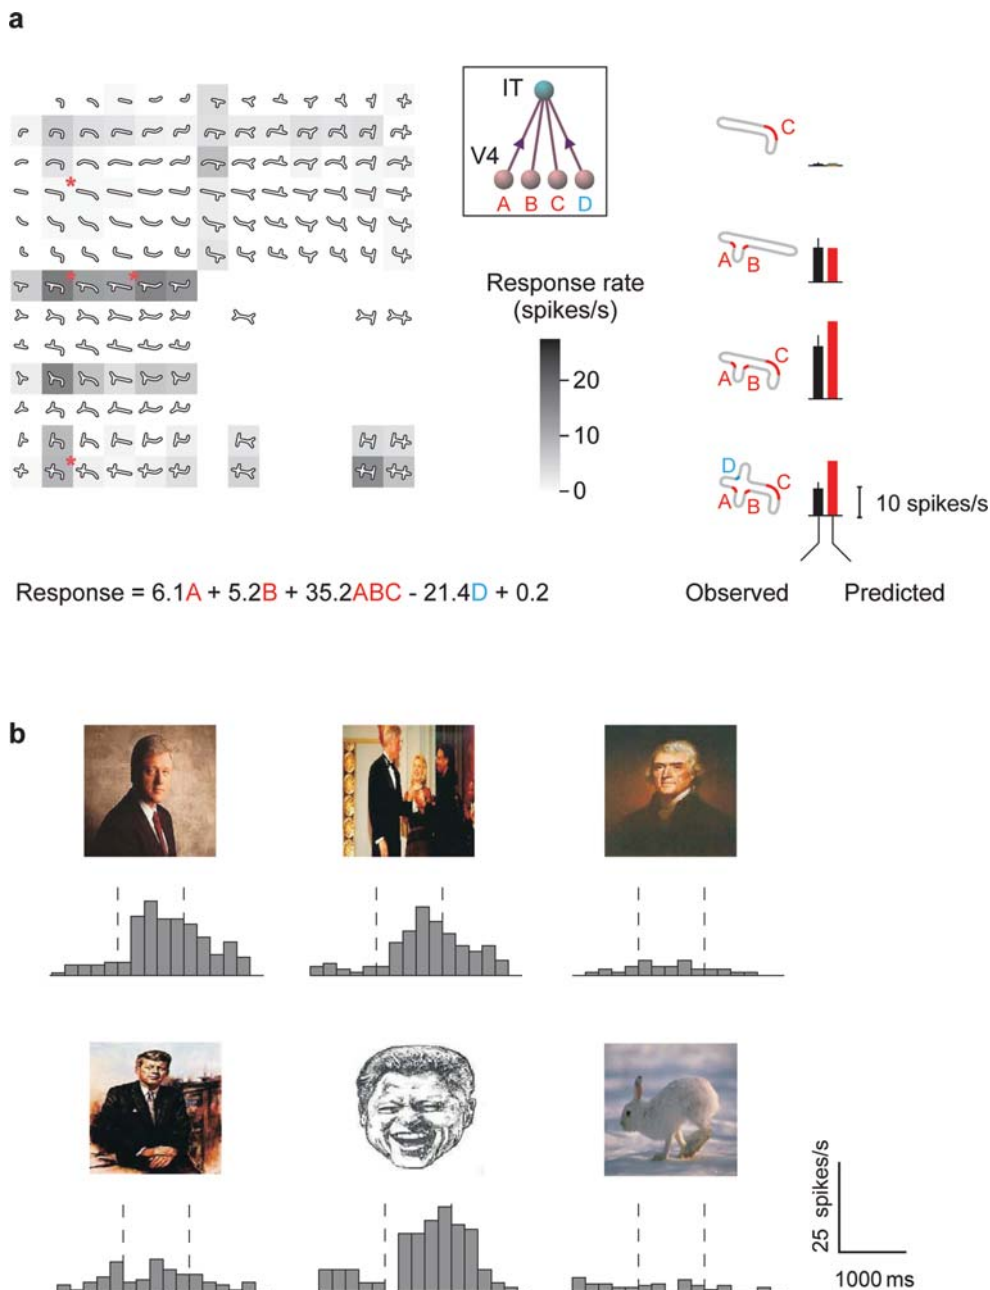 a
IT
V4
A B C D
Response rate
(spikes/s)
20
10
0
C
A B
A B C
D
A B C
10 spikes/s
Observed Predicted
Response = 6.1A + 5.2B + 35.2ABC - 21.4D + 0.2
b
25 spikes/s
1000 ms